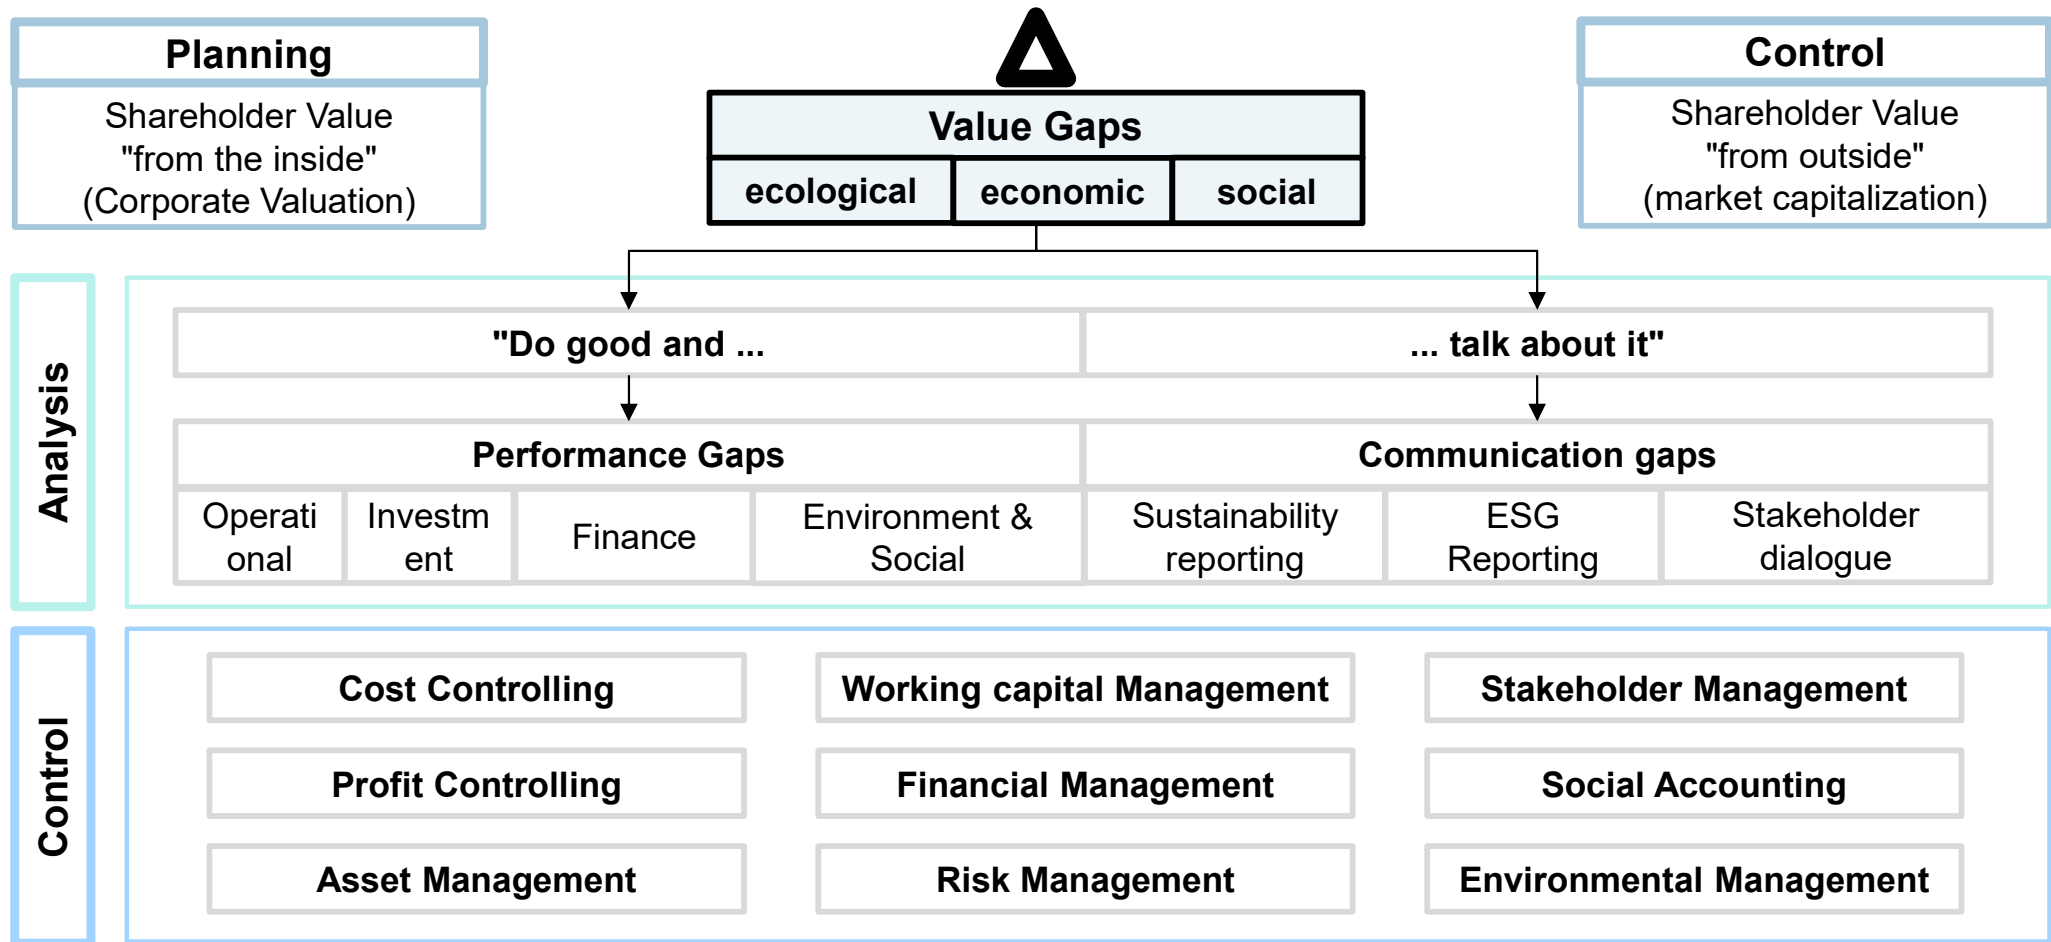 Planning
Shareholder Value
"from the inside"
(Corporate Valuation)
Value Gaps
ecological economic social
Control
Shareholder Value
"from outside"
(market capitalization)
Analysis
"Do good and ...
... talk about it"
Performance Gaps
Communication gaps
Operati
onal
Investm
ent
Finance
Environment &
Social
Sustainability
reporting
ESG
Reporting
Stakeholder
dialogue
Control
Cost Controlling
Working capital Management
Stakeholder Management
Profit Controlling
Financial Management
Social Accounting
Asset Management
Risk Management
Environmental Management